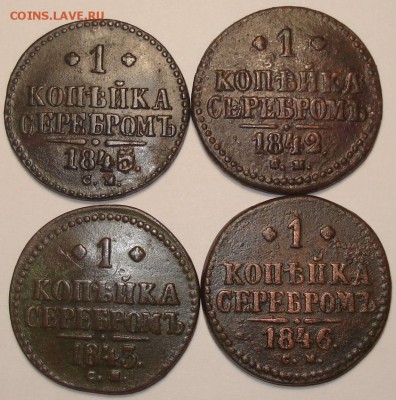 COINS.LAVE.RU
◆ 1 ◆
КОПѢЙКА
СЕРЕБРОМЪ
1845.
С. М.
◆ 1 ◆
КОПѢЙКА
СЕРЕБРОМЪ
1842.
С. М.
◆ 1 ◆
КОПѢЙКА
СЕРЕБРОМЪ
1843.
С. М.
◆ 1 ◆
КОПѢЙКА
СЕРЕБРОМЪ
1846.
С. М.